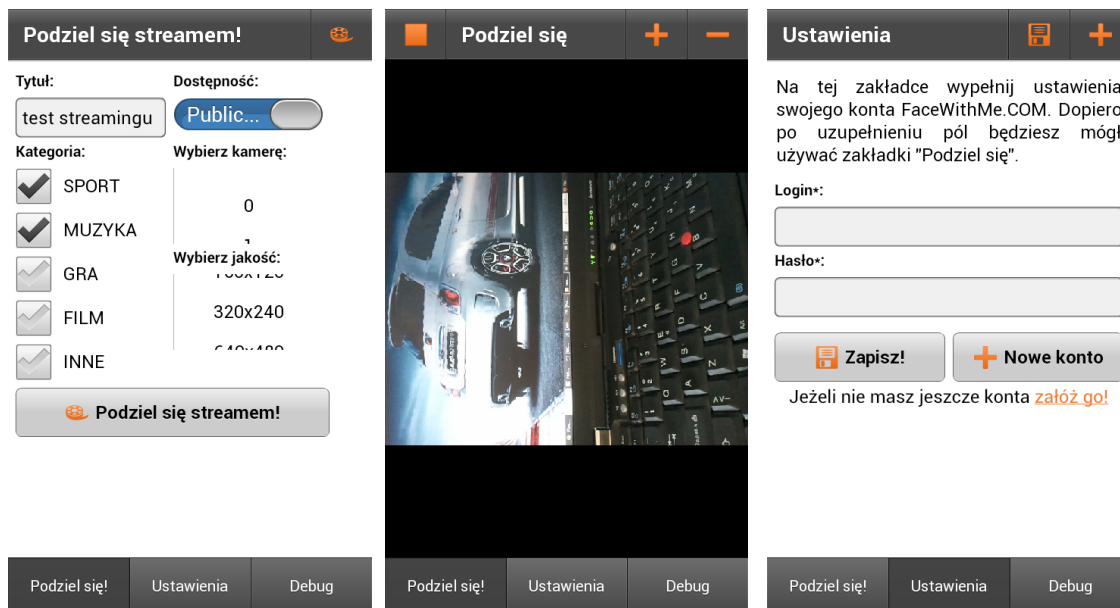 Podziel się streamem!
Tytuł:
Dostępność:
test streamingu
Public...
Kategoria:
Wybierz kamerę:
SPORT
0
MUZYKA
Wybierz jakość:
GRA
320x240
FILM
640x480
INNE
Podziel się streamem!
Podziel się!
Ustawienia
Debug
Podziel się
Podziel się!
Ustawienia
Debug
Ustawienia
Na tej zakładce wypełnij ustawienia
swojego konta FaceWithMe.COM. Dopiero
po uzupełnieniu pól będziesz mógł
używać zakładki "Podziel się".
Login*:
Hasło*:
Zapisz!
Nowe konto
Jeżeli nie masz jeszcze konta załóż go!
Podziel się!
Ustawienia
Debug